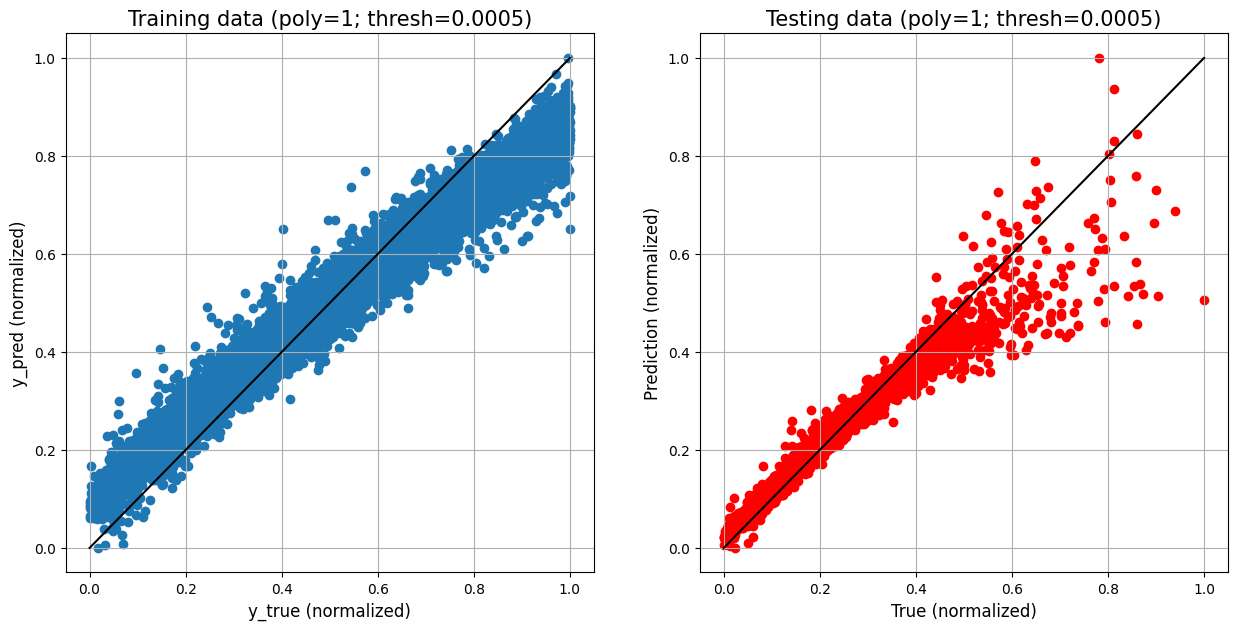 Training data (poly=1; thresh=0.0005)
1.0
0.8
0.6
0.4
0.2
0.0
y_pred (normalized)
0.0 0.2 0.4 0.6 0.8 1.0
y_true (normalized)
Testing data (poly=1; thresh=0.0005)
1.0
0.8
0.6
0.4
0.2
0.0
Prediction (normalized)
0.0 0.2 0.4 0.6 0.8 1.0
True (normalized)